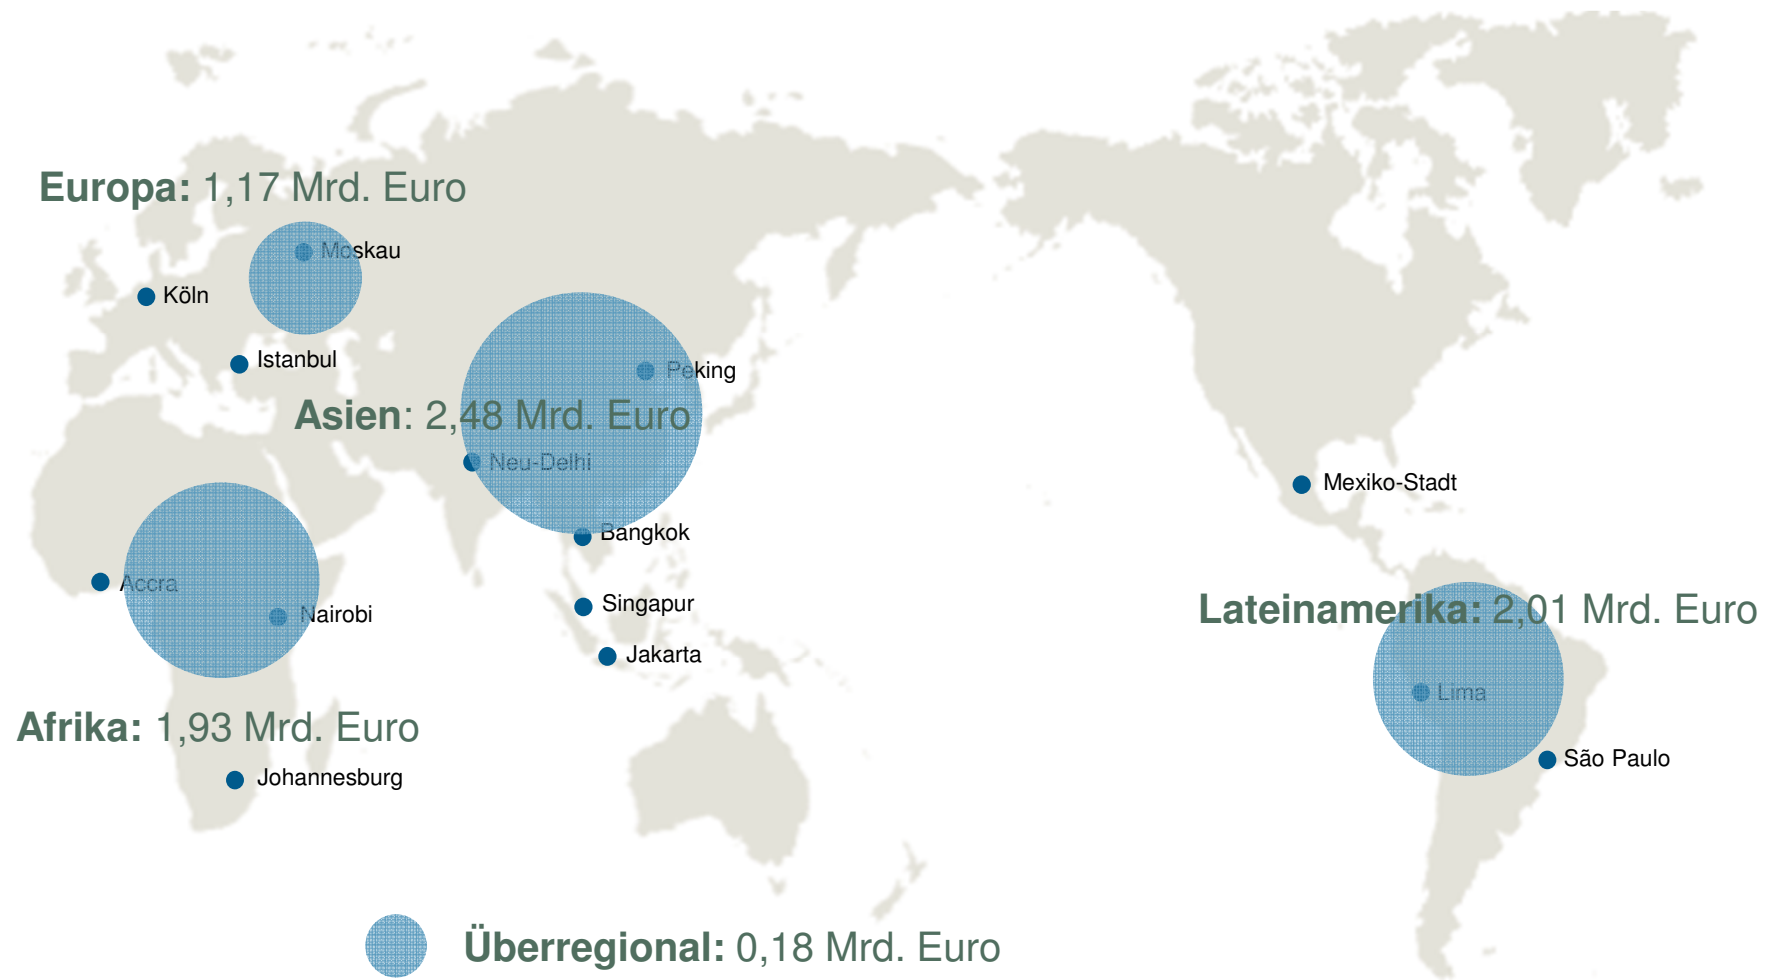 Europa: 1,17 Mrd. Euro
Moskau
Köln
Istanbul
Peking
Asien: 2,48 Mrd. Euro
Neu-Delhi
Mexiko-Stadt
Bangkok
Accra
Nairobi
Singapur
Lateinamerika: 2,01 Mrd. Euro
Jakarta
Lima
Afrika: 1,93 Mrd. Euro
São Paulo
Johannesburg
Überregional: 0,18 Mrd. Euro